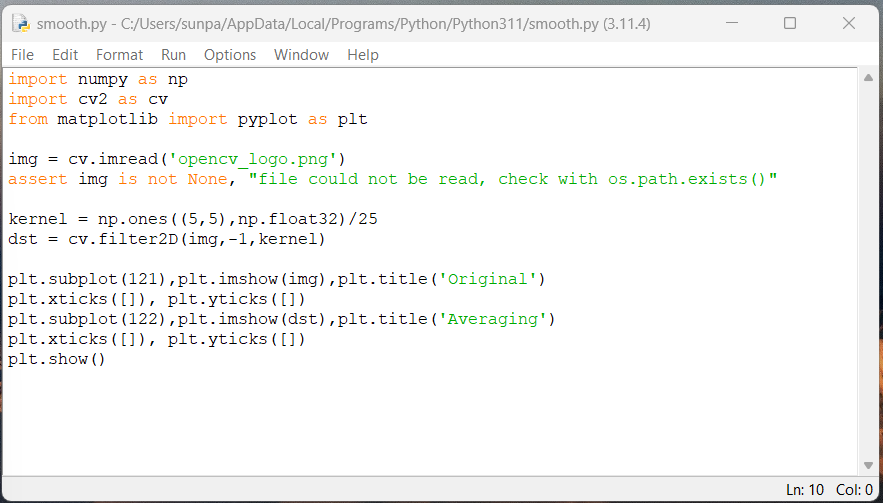 smooth.py - C:/Users/sunpa/AppData/Local/Programs/Python/Python311/smooth.py (3.11.4)
File Edit Format Run Options Window Help
import numpy as np
import cv2 as cv
from matplotlib import pyplot as plt

img = cv.imread('opencv_logo.png')
assert img is not None, "file could not be read, check with os.path.exists()"

kernel = np.ones((5,5),np.float32)/25
dst = cv.filter2D(img,-1,kernel)

plt.subplot(121),plt.imshow(img),plt.title('Original')
plt.xticks([]), plt.yticks([])
plt.subplot(122),plt.imshow(dst),plt.title('Averaging')
plt.xticks([]), plt.yticks([])
plt.show()
Ln: 10 Col: 0